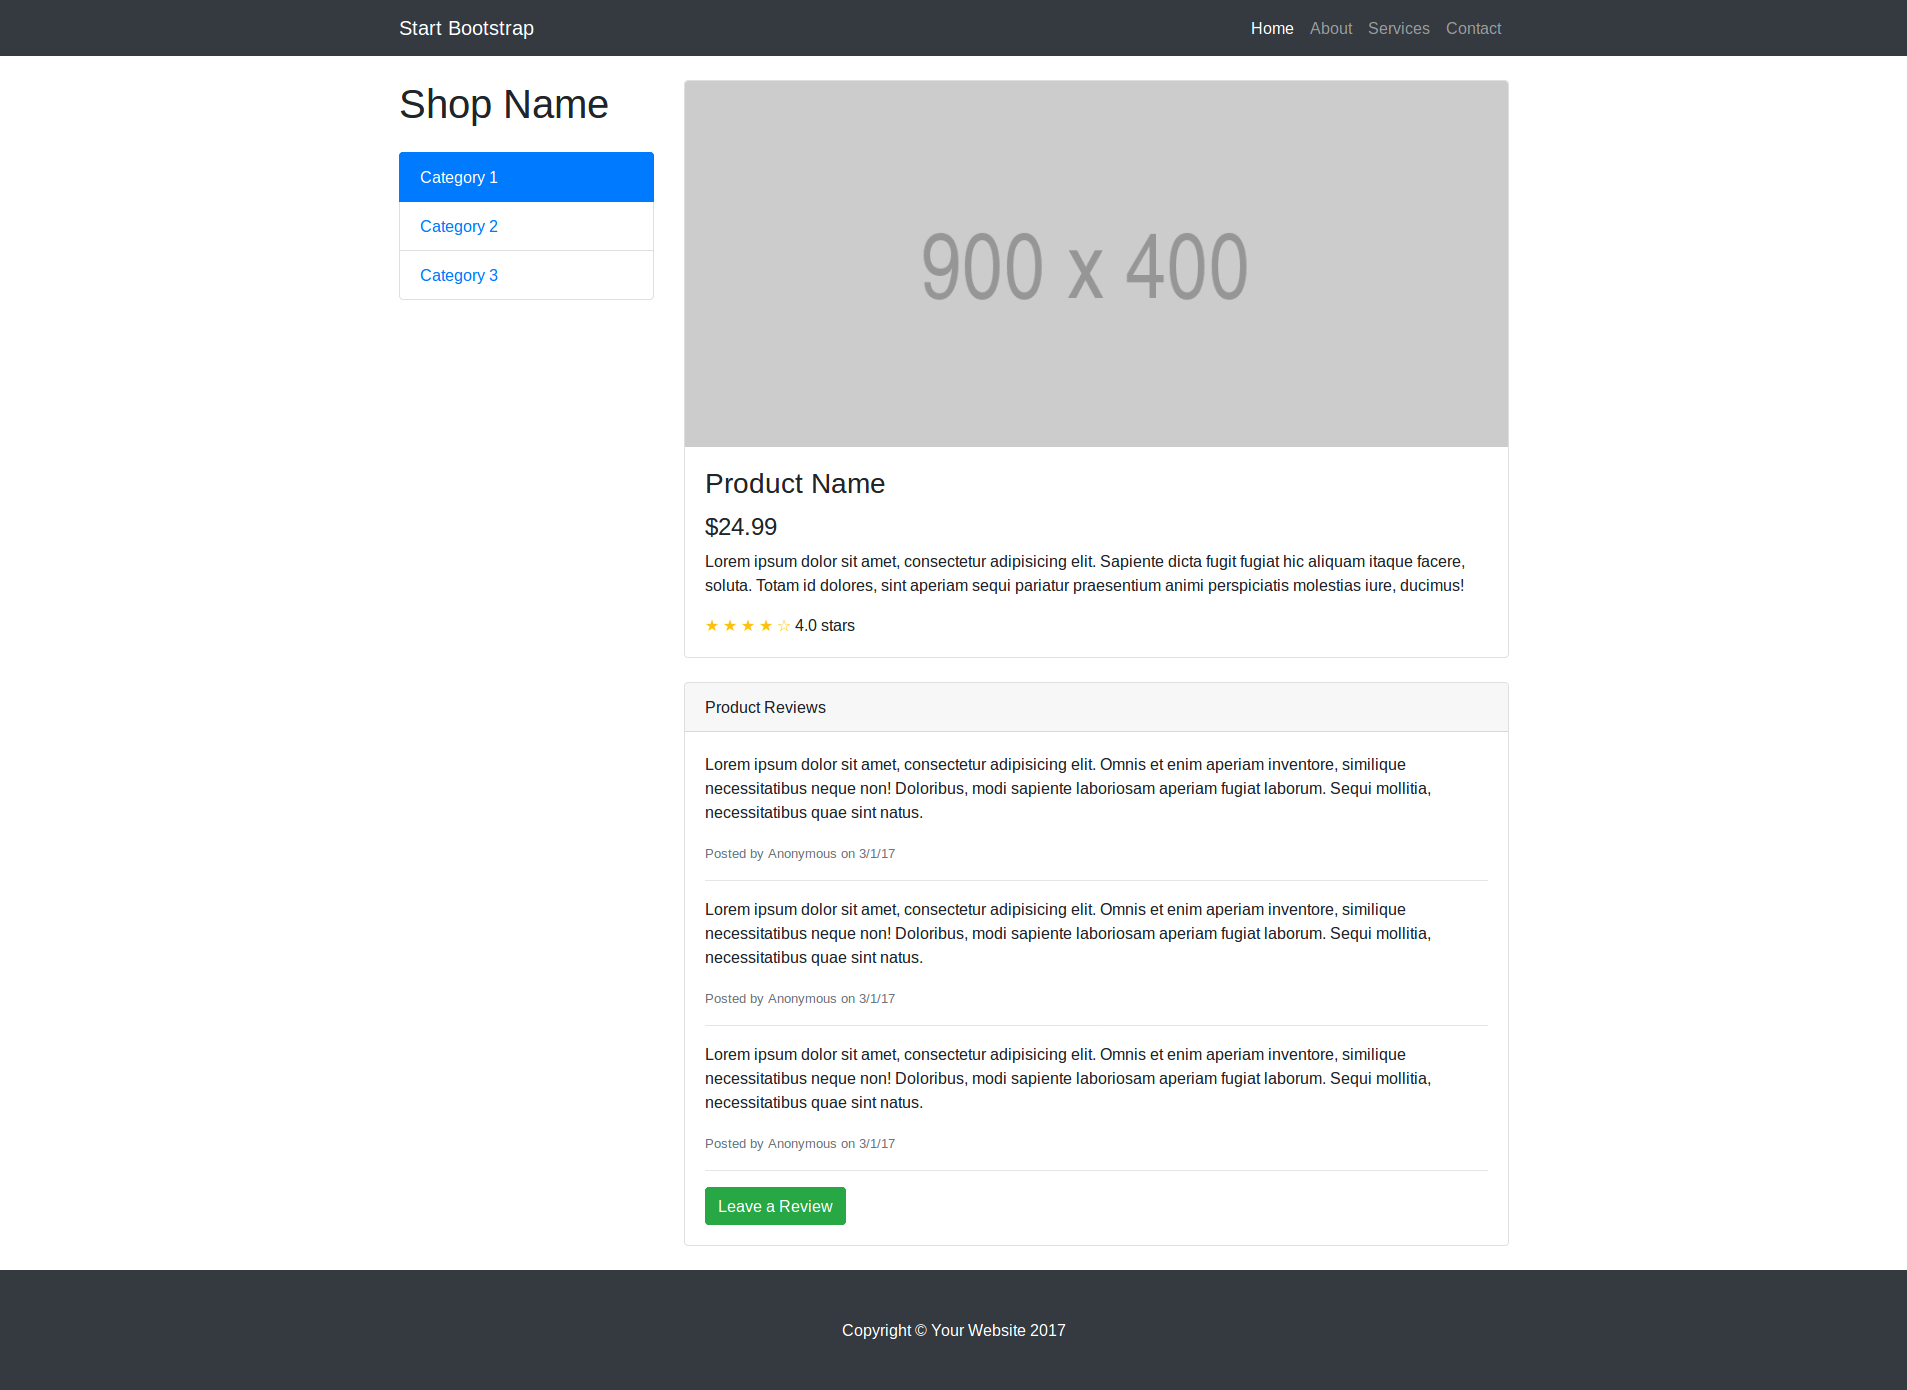 Start Bootstrap
Home About Services Contact
Shop Name
Category 1
Category 2
Category 3
900 x 400
Product Name
$24.99
Lorem ipsum dolor sit amet, consectetur adipisicing elit. Sapiente dicta fugit fugiat hic aliquam itaque facere,
soluta. Totam id dolores, sint aperiam sequi pariatur praesentium animi perspiciatis molestias iure, ducimus!
★ ★ ★ ★ ☆ 4.0 stars
Product Reviews
Lorem ipsum dolor sit amet, consectetur adipisicing elit. Omnis et enim aperiam inventore, similique
necessitatibus neque non! Doloribus, modi sapiente laboriosam aperiam fugiat laborum. Sequi mollitia,
necessitatibus quae sint natus.
Posted by Anonymous on 3/1/17
Lorem ipsum dolor sit amet, consectetur adipisicing elit. Omnis et enim aperiam inventore, similique
necessitatibus neque non! Doloribus, modi sapiente laboriosam aperiam fugiat laborum. Sequi mollitia,
necessitatibus quae sint natus.
Posted by Anonymous on 3/1/17
Lorem ipsum dolor sit amet, consectetur adipisicing elit. Omnis et enim aperiam inventore, similique
necessitatibus neque non! Doloribus, modi sapiente laboriosam aperiam fugiat laborum. Sequi mollitia,
necessitatibus quae sint natus.
Posted by Anonymous on 3/1/17
Leave a Review
Copyright © Your Website 2017